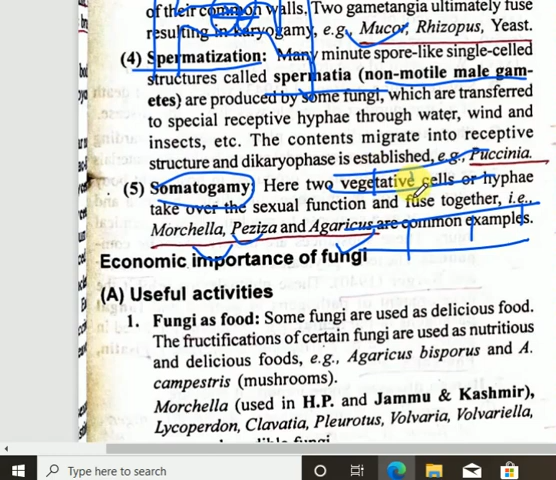 of their common walls. Two gametangia ultimately fuse
resulting in karyogamy, e.g., Mucor, Rhizopus, Yeast.
(4) Spermatization: Many minute spore-like single-celled
structures called spermatia (non-motile male gam-
etes) are produced by some fungi, which are transferred
to special receptive hyphae through water, wind and
insects, etc. The contents migrate into receptive
structure and dikaryophase is established, e.g., Puccinia.
(5) Somatogamy: Here two vegetative cells or hyphae
take over the sexual function and fuse together, i.e.,
Morchella, Peziza and Agaricus are common examples.
Economic importance of fungi
(A) Useful activities
1. Fungi as food: Some fungi are used as delicious food.
The fructifications of certain fungi are used as nutritious
and delicious foods, e.g., Agaricus bisporus and A.
campestris (mushrooms).
Morchella (used in H.P. and Jammu & Kashmir),
Lycoperdon, Clavatia, Pleurotus, Volvaria, Volvariella,
Type here to search